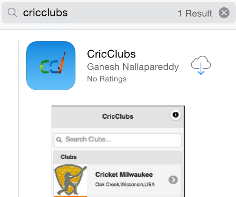 cricclubs 1 Result
CricClubs
Ganesh Nallapareddy
No Ratings
CricClubs
Search Clubs...
Clubs
Cricket Milwaukee
Oak Creek,Wisconsin,USA